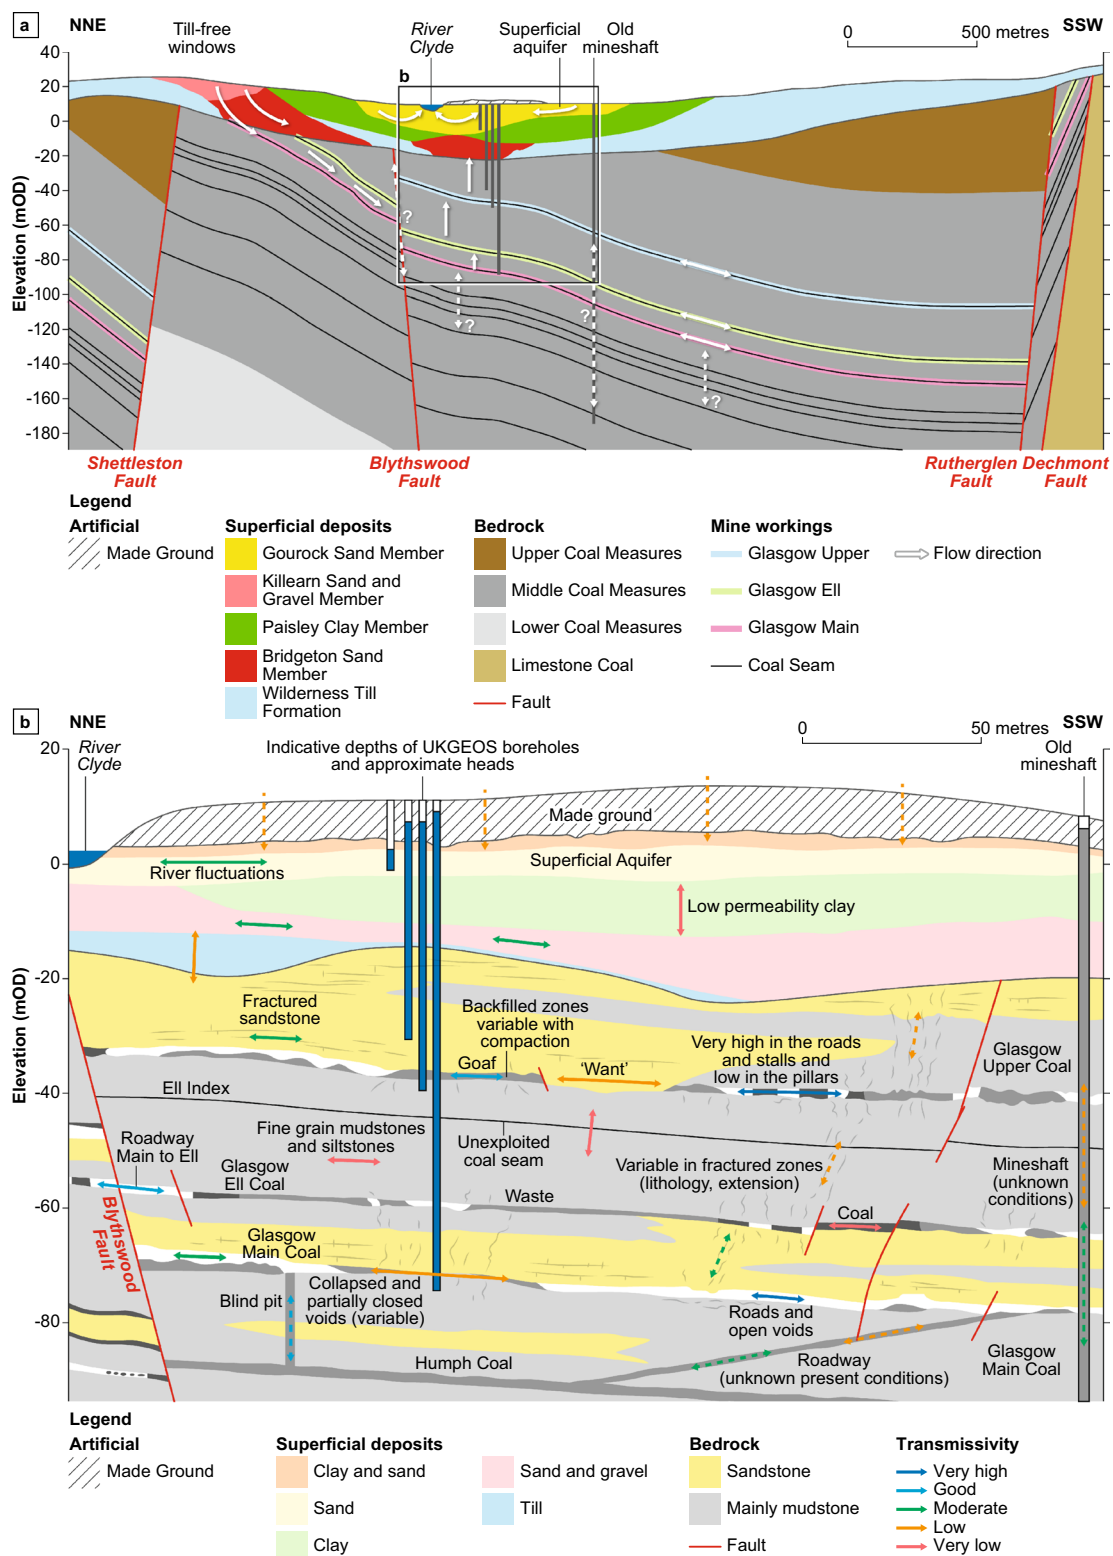 a
NNE
Till-free
windows
River
Clyde
Superficial
aquifer
Old
mineshaft
0
500 metres
SSW
Elevation (mOD)
40
20
0
-20
-40
-60
-80
-100
-120
-140
-160
-180
b
?
?
?
?
Shettleston
Fault
Blythswood
Fault
Rutherglen
Fault
Dechmont
Fault
Legend
Artificial
Made Ground
Superficial deposits
Gourock Sand Member
Killearn Sand and
Gravel Member
Paisley Clay Member
Bridgeton Sand
Member
Wilderness Till
Formation
Bedrock
Upper Coal Measures
Middle Coal Measures
Lower Coal Measures
Limestone Coal
Fault
Mine workings
Glasgow Upper
Glasgow Ell
Glasgow Main
Coal Seam
Flow direction
b
NNE
0
50 metres
SSW
River
Clyde
Indicative depths of UKGEOS boreholes
and approximate heads
Old
mineshaft
Elevation (mOD)
20
0
-20
-40
-60
-80
Made ground
Superficial Aquifer
River fluctuations
Low permeability clay
Fractured
sandstone
Backfilled zones
variable with
compaction
Goaf
'Want'
Very high in the roads
and stalls and
low in the pillars
Glasgow
Upper Coal
Ell Index
Fine grain mudstones
and siltstones
Unexploited
coal seam
Roadway
Main to Ell
Glasgow
Ell Coal
Variable in fractured zones
(lithology, extension)
Mineshaft
(unknown
conditions)
Waste
Coal
Blythswood
Fault
Glasgow
Main Coal
Blind pit
Collapsed and
partially closed
voids (variable)
Roads and
open voids
Humph Coal
Roadway
(unknown present conditions)
Glasgow
Main Coal
Legend
Artificial
Made Ground
Superficial deposits
Clay and sand
Sand
Clay
Sand and gravel
Till
Bedrock
Sandstone
Mainly mudstone
Fault
Transmissivity
Very high
Good
Moderate
Low
Very low